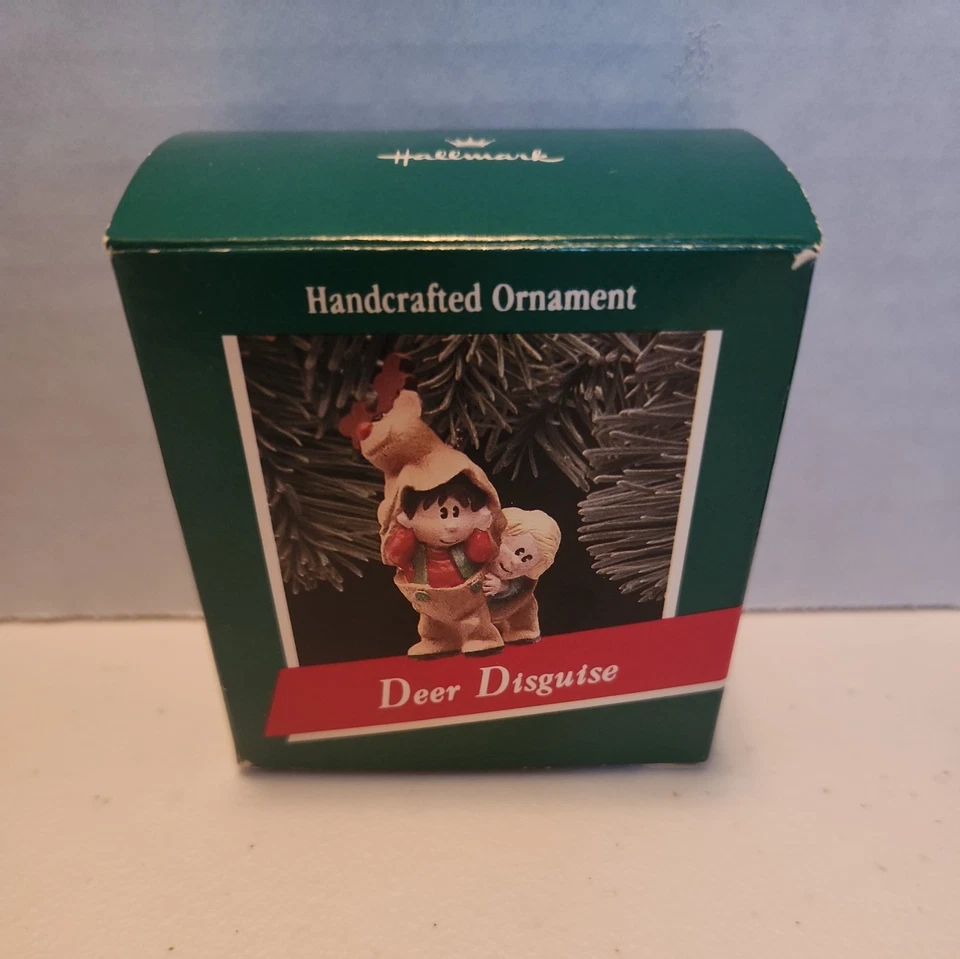 Hallmark
Handcrafted Ornament
Deer Disguise